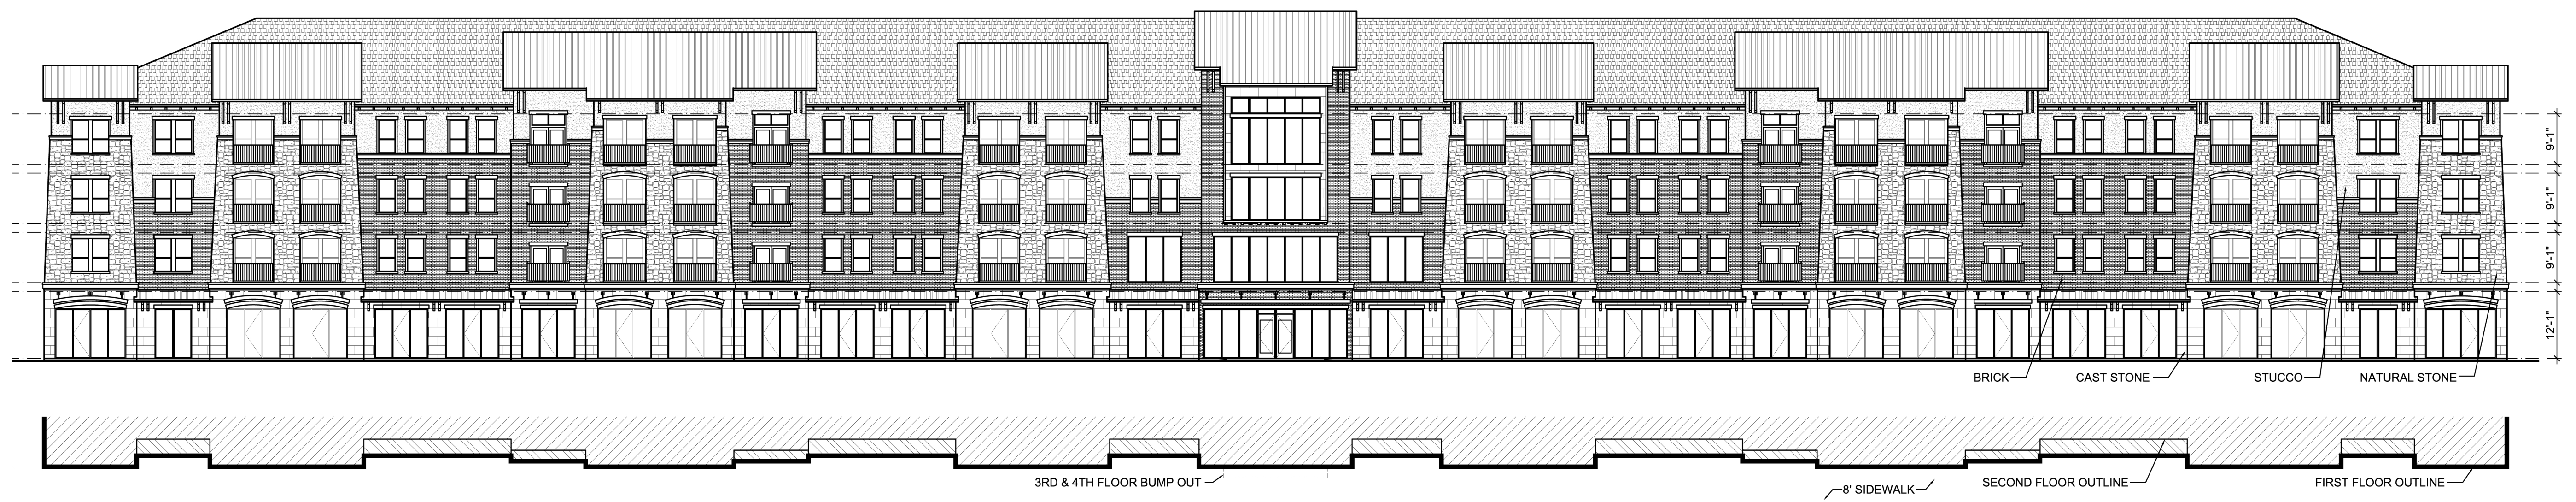 9'-1"
9'-1"
9'-1"
12'-1"
BRICK
CAST STONE
STUCCO
NATURAL STONE
3RD & 4TH FLOOR BUMP OUT
8' SIDEWALK
SECOND FLOOR OUTLINE
FIRST FLOOR OUTLINE